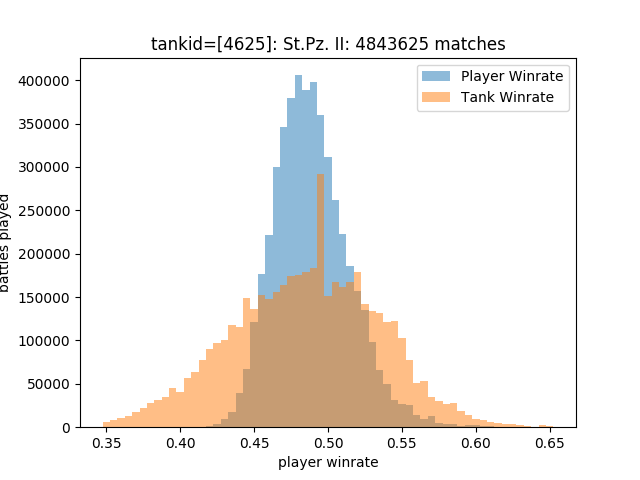 tankid=[4625]: St.Pz. II: 4843625 matches
Player Winrate
Tank Winrate
400000
350000
300000
250000
200000
150000
100000
50000
0
battles played
0.35 0.40 0.45 0.50 0.55 0.60 0.65
player winrate